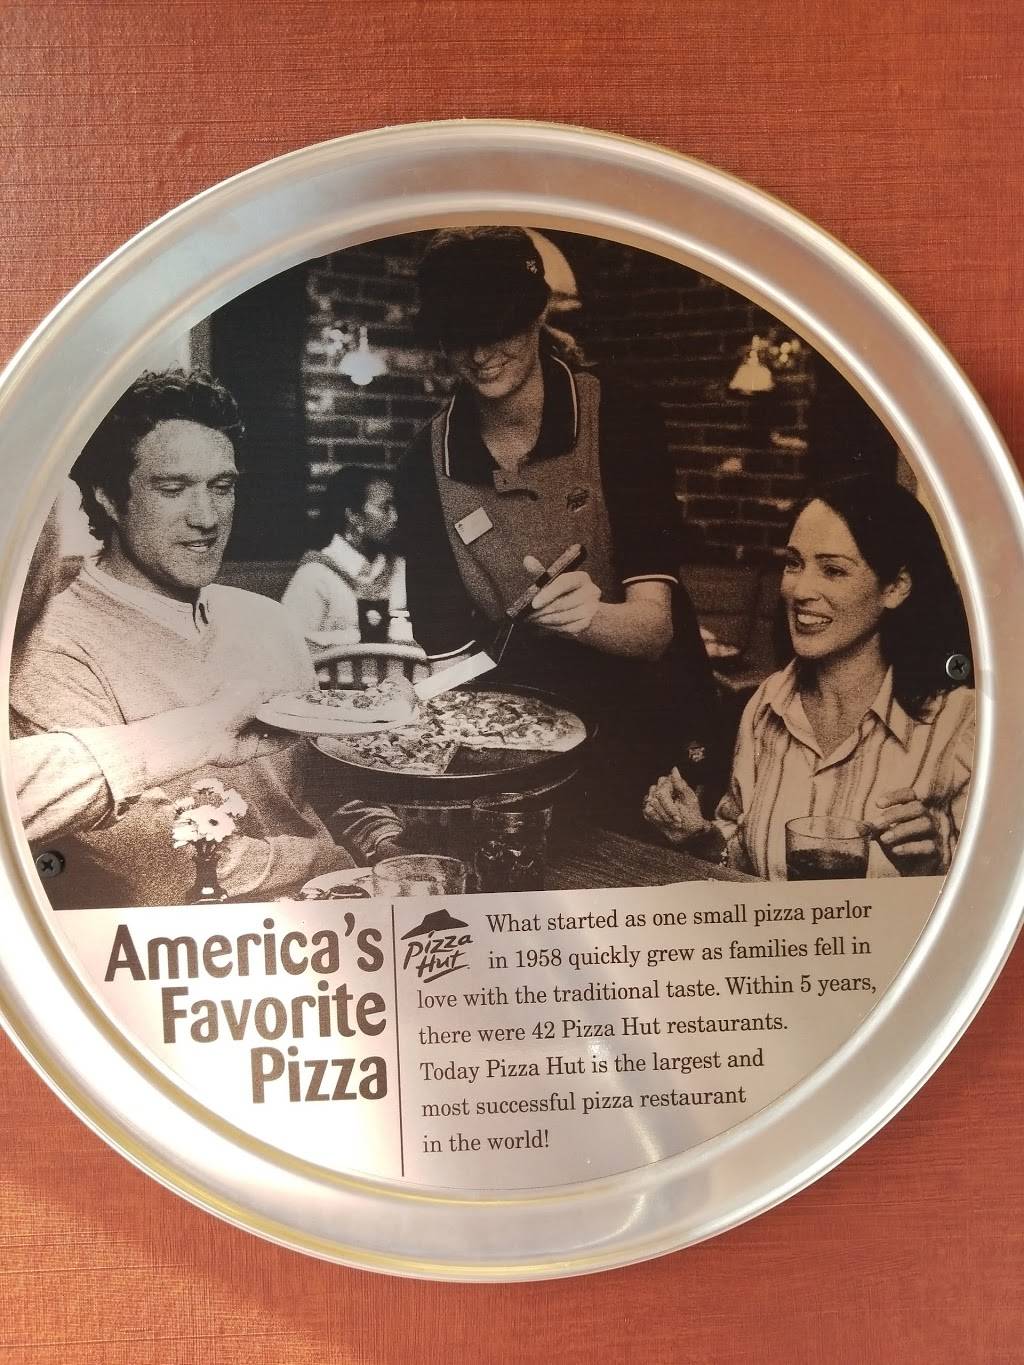 America's
Favorite
Pizza
Pizza
Hut
What started as one small pizza parlor
in 1958 quickly grew as families fell in
love with the traditional taste. Within 5 years,
there were 42 Pizza Hut restaurants.
Today Pizza Hut is the largest and
most successful pizza restaurant
in the world!